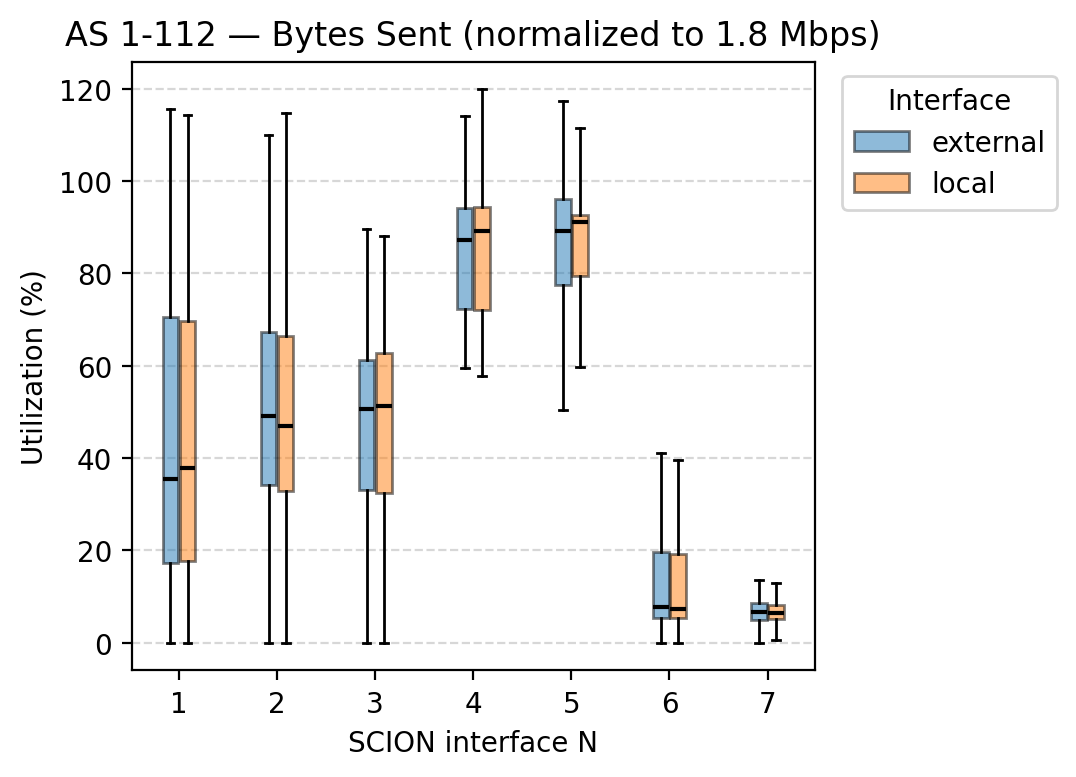 AS 1-112 — Bytes Sent (normalized to 1.8 Mbps)
Interface
external
local
Utilization (%)
120
100
80
60
40
20
0
1 2 3 4 5 6 7
SCION interface N